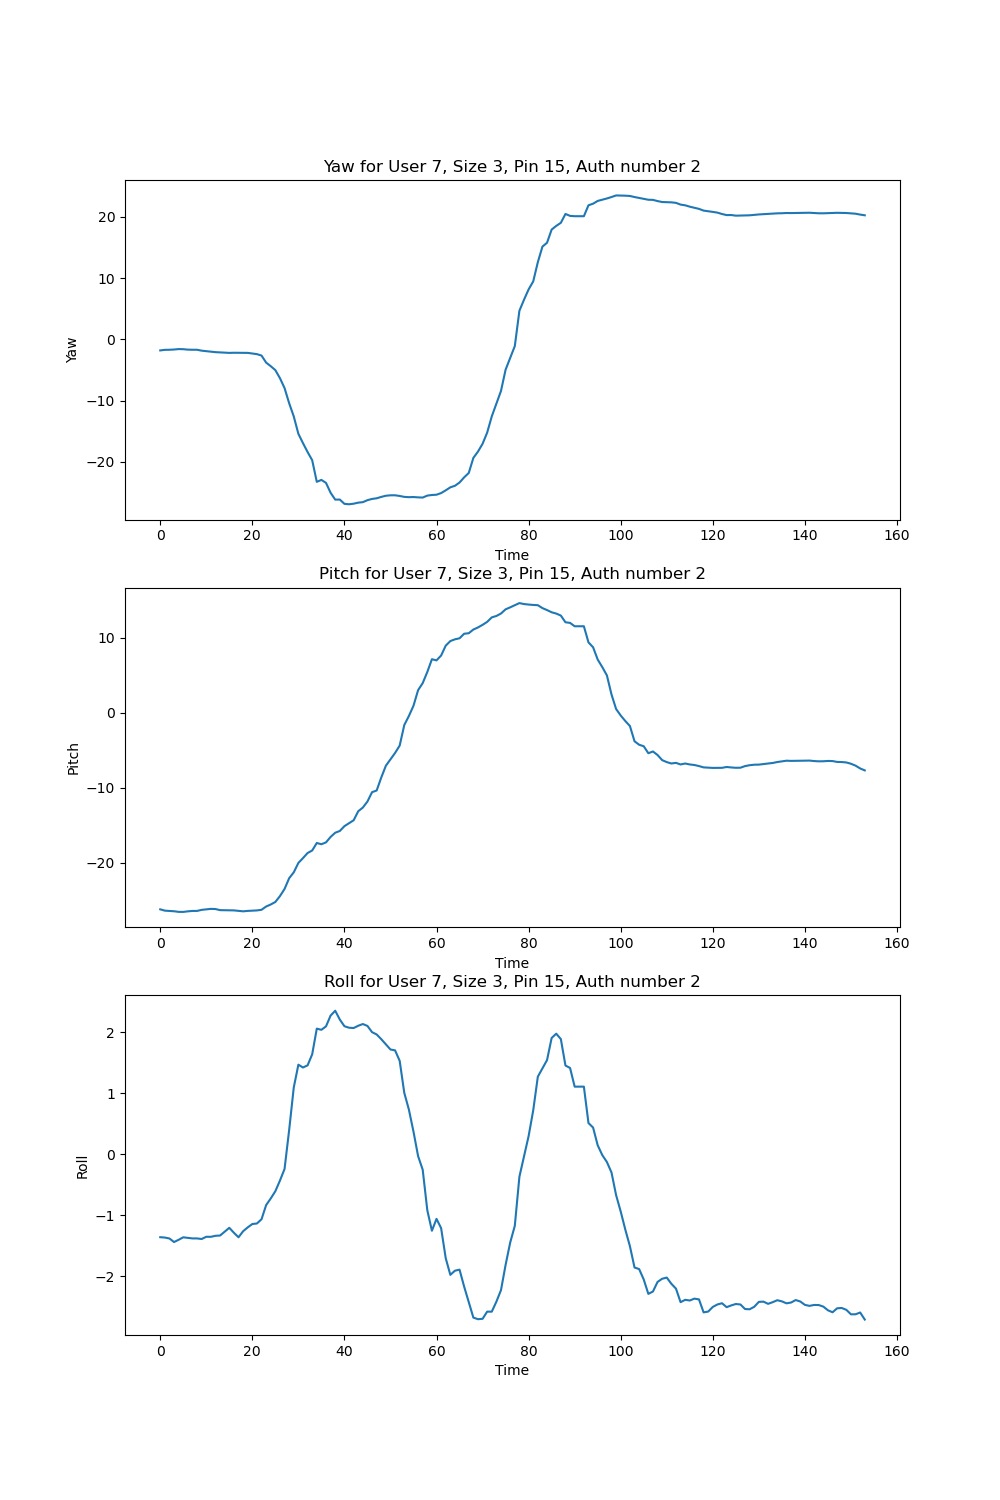 Yaw for User 7, Size 3, Pin 15, Auth number 2
20
10
0
−10
−20
Yaw
0 20 40 60 80 100 120 140 160
Time
Pitch for User 7, Size 3, Pin 15, Auth number 2
10
0
−10
−20
Pitch
0 20 40 60 80 100 120 140 160
Time
Roll for User 7, Size 3, Pin 15, Auth number 2
2
1
0
−1
−2
Roll
0 20 40 60 80 100 120 140 160
Time